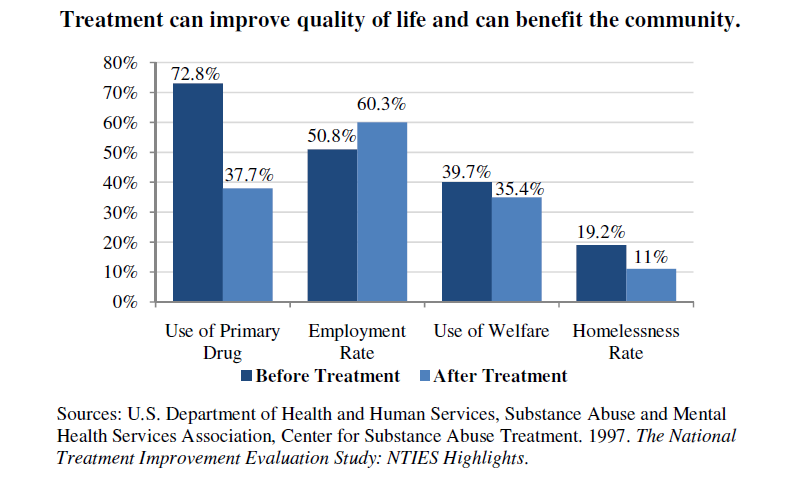 Treatment can improve quality of life and can benefit the community.
80%
70%
60%
50%
40%
30%
20%
10%
0%
72.8%
37.7%
50.8%
60.3%
39.7%
35.4%
19.2%
11%
Use of Primary
Drug
Employment
Rate
Use of Welfare
Homelessness
Rate
Before Treatment
After Treatment
Sources: U.S. Department of Health and Human Services, Substance Abuse and Mental
Health Services Association, Center for Substance Abuse Treatment. 1997. The National
Treatment Improvement Evaluation Study: NTIES Highlights.